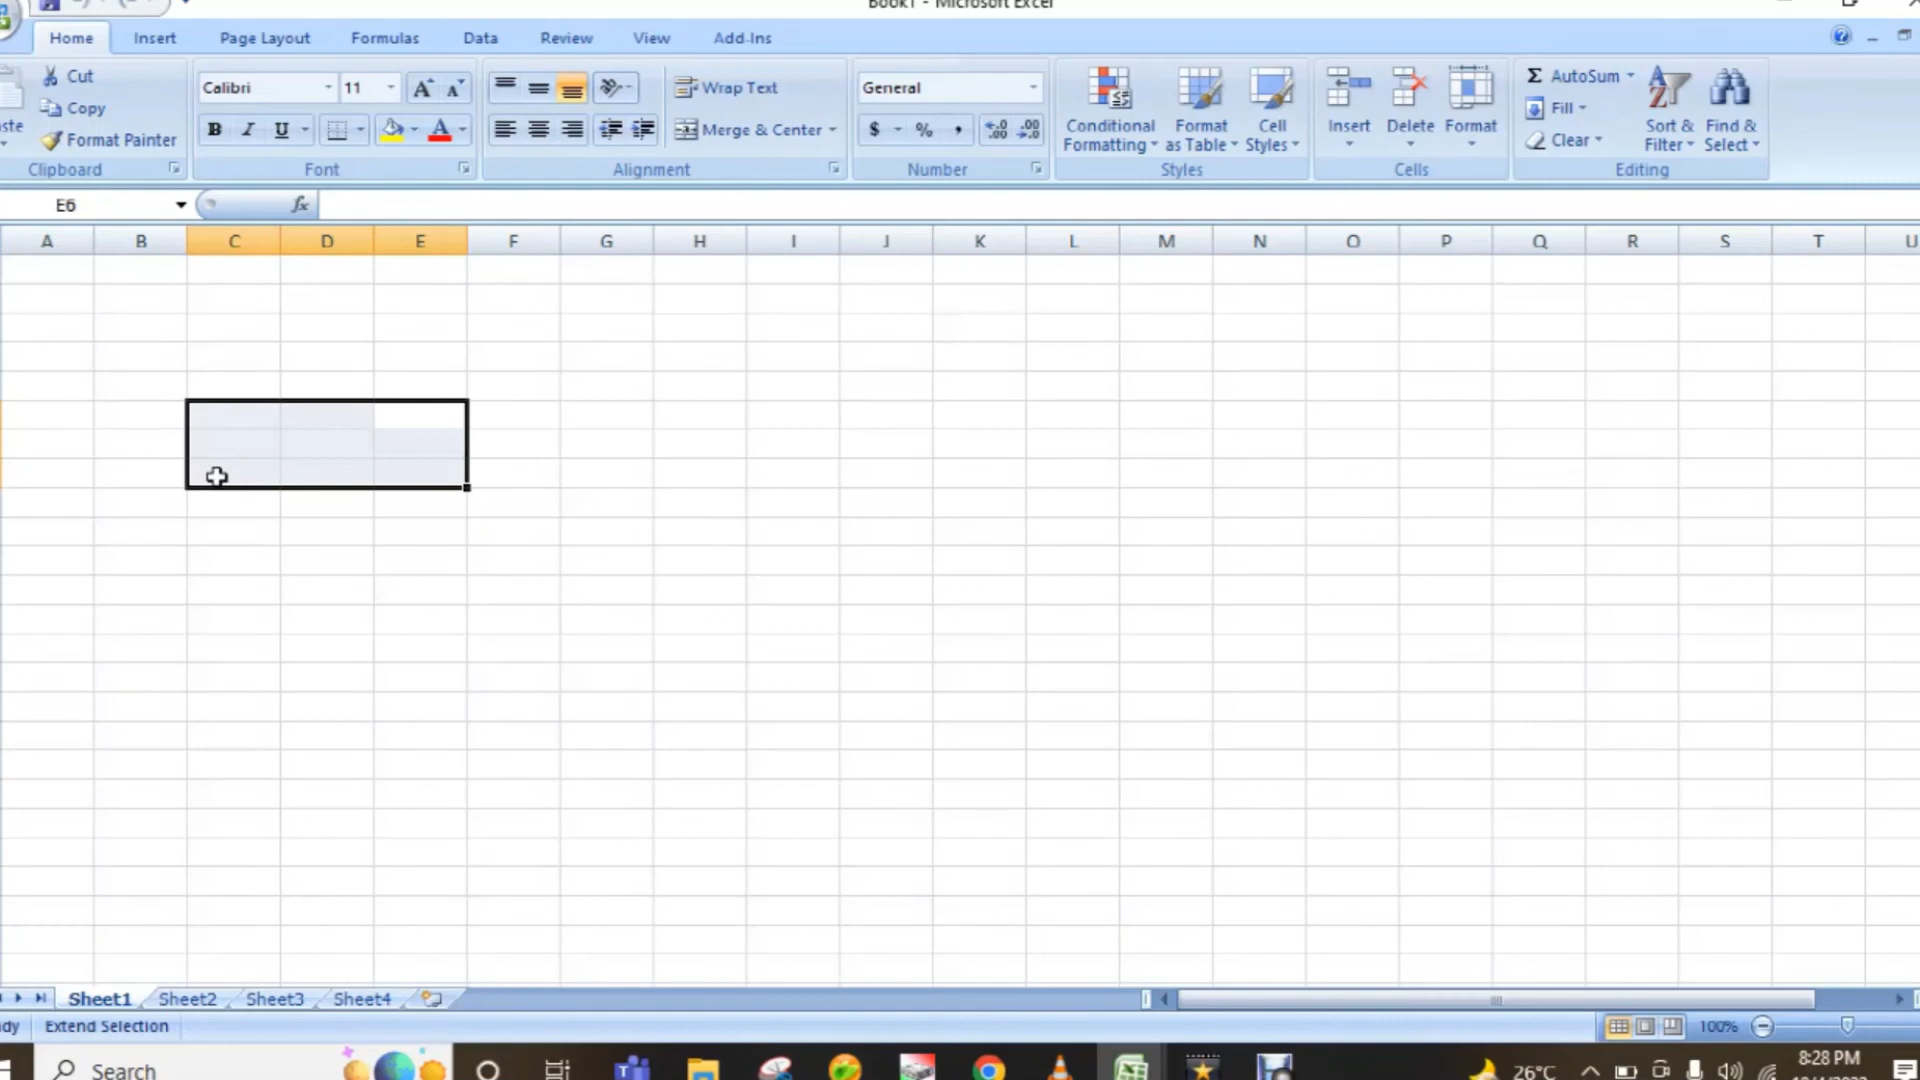 Book1 - Microsoft Excel
Home Insert Page Layout Formulas Data Review View Add-Ins
Cut
Copy
Format Painter
Clipboard
Calibri 11
B I U
Font
Wrap Text
Merge & Center
Alignment
General
$ % ,
Number
Conditional Formatting
Format as Table
Cell Styles
Styles
Insert Delete Format
Cells
Σ AutoSum
Fill
Clear
Sort & Filter
Find & Select
Editing
E6 fx
A B C D E F G H I J K L M N O P Q R S T U
Sheet1 Sheet2 Sheet3 Sheet4
Extend Selection 100%
Search 26°C 8:28 PM